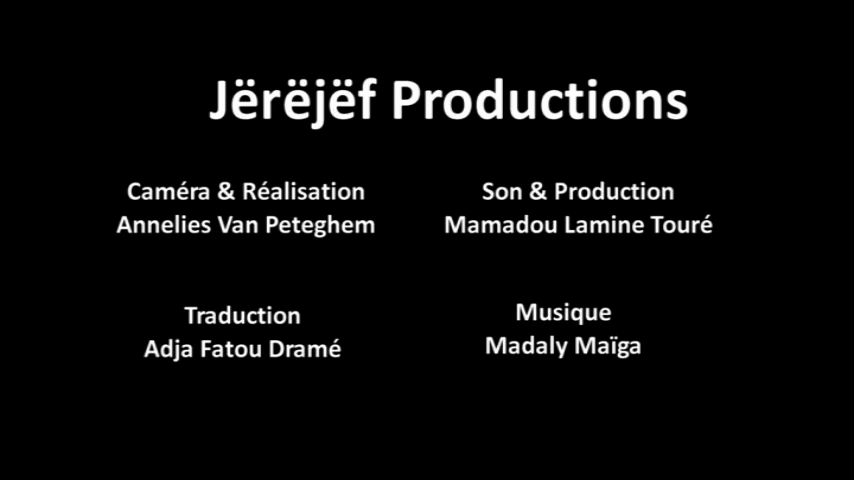 Jërëjëf Productions
Caméra & Réalisation
Annelies Van Peteghem
Son & Production
Mamadou Lamine Touré
Traduction
Adja Fatou Dramé
Musique
Madaly Maïga